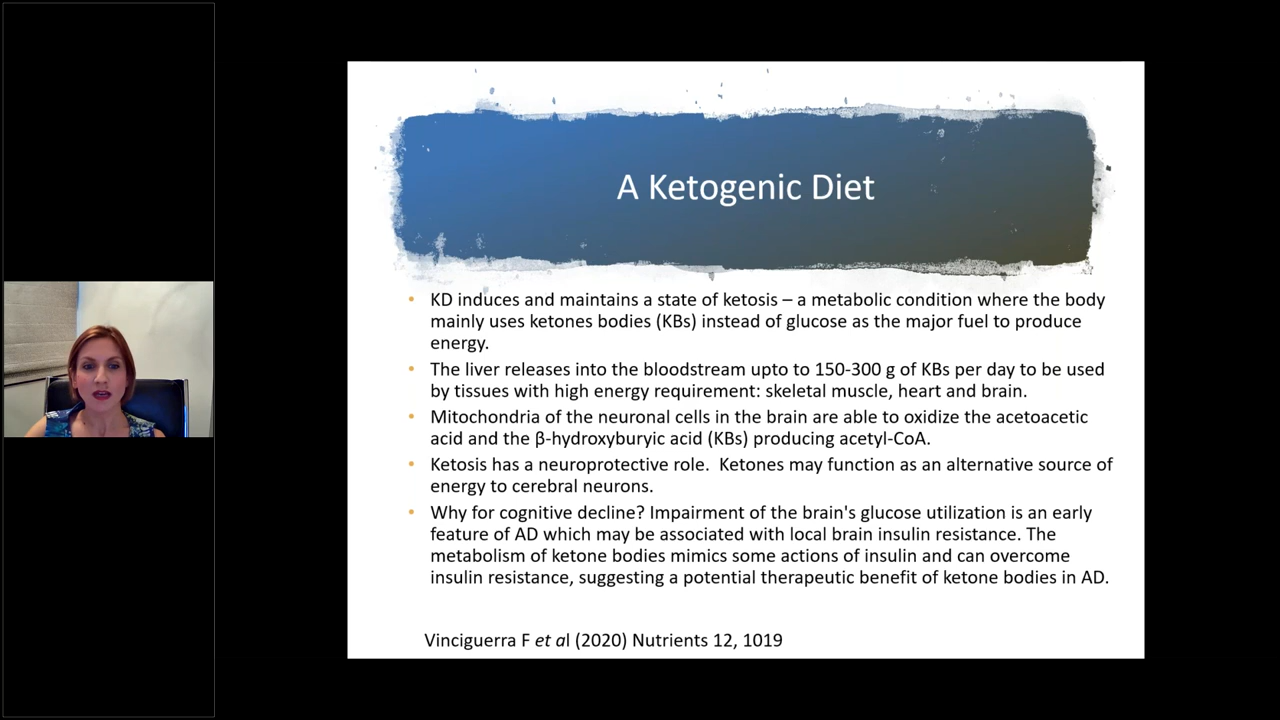 A Ketogenic Diet
• KD induces and maintains a state of ketosis – a metabolic condition where the body
mainly uses ketones bodies (KBs) instead of glucose as the major fuel to produce
energy.
• The liver releases into the bloodstream upto to 150-300 g of KBs per day to be used
by tissues with high energy requirement: skeletal muscle, heart and brain.
• Mitochondria of the neuronal cells in the brain are able to oxidize the acetoacetic
acid and the β-hydroxyburyic acid (KBs) producing acetyl-CoA.
• Ketosis has a neuroprotective role.  Ketones may function as an alternative source of
energy to cerebral neurons.
• Why for cognitive decline? Impairment of the brain's glucose utilization is an early
feature of AD which may be associated with local brain insulin resistance. The
metabolism of ketone bodies mimics some actions of insulin and can overcome
insulin resistance, suggesting a potential therapeutic benefit of ketone bodies in AD.
Vinciguerra F et al (2020) Nutrients 12, 1019